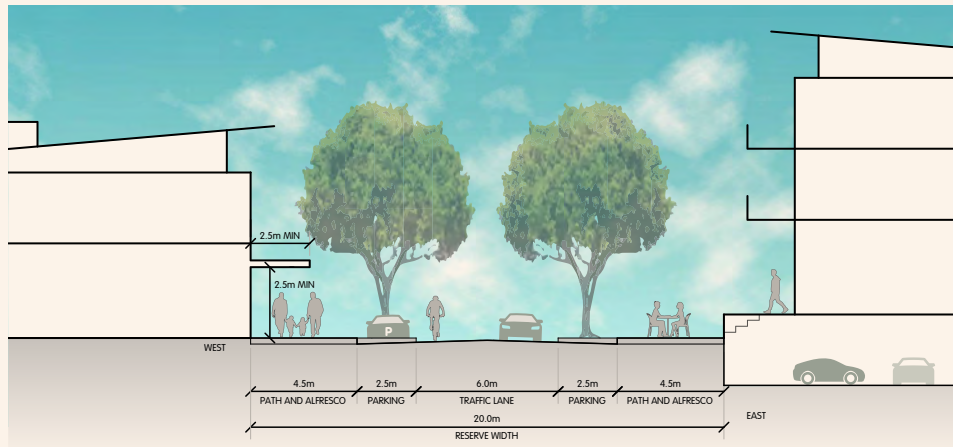 2.5m MIN
2.5m MIN
P
WEST
4.5m 2.5m 6.0m 2.5m 4.5m
PATH AND ALFRESCO PARKING TRAFFIC LANE PARKING PATH AND ALFRESCO
20.0m
EAST
RESERVE WIDTH